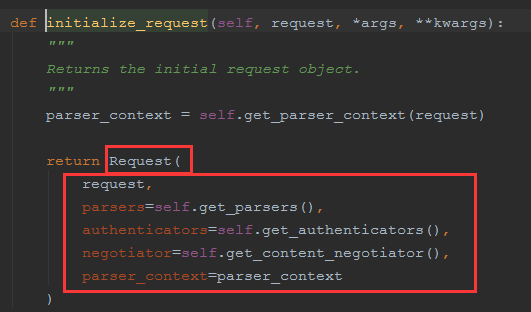 def initialize_request(self, request, *args, **kwargs):
"""
Returns the initial request object.
"""
parser_context = self.get_parser_context(request)
return Request(
request,
parsers=self.get_parsers(),
authenticators=self.get_authenticators(),
negotiator=self.get_content_negotiator(),
parser_context=parser_context
)